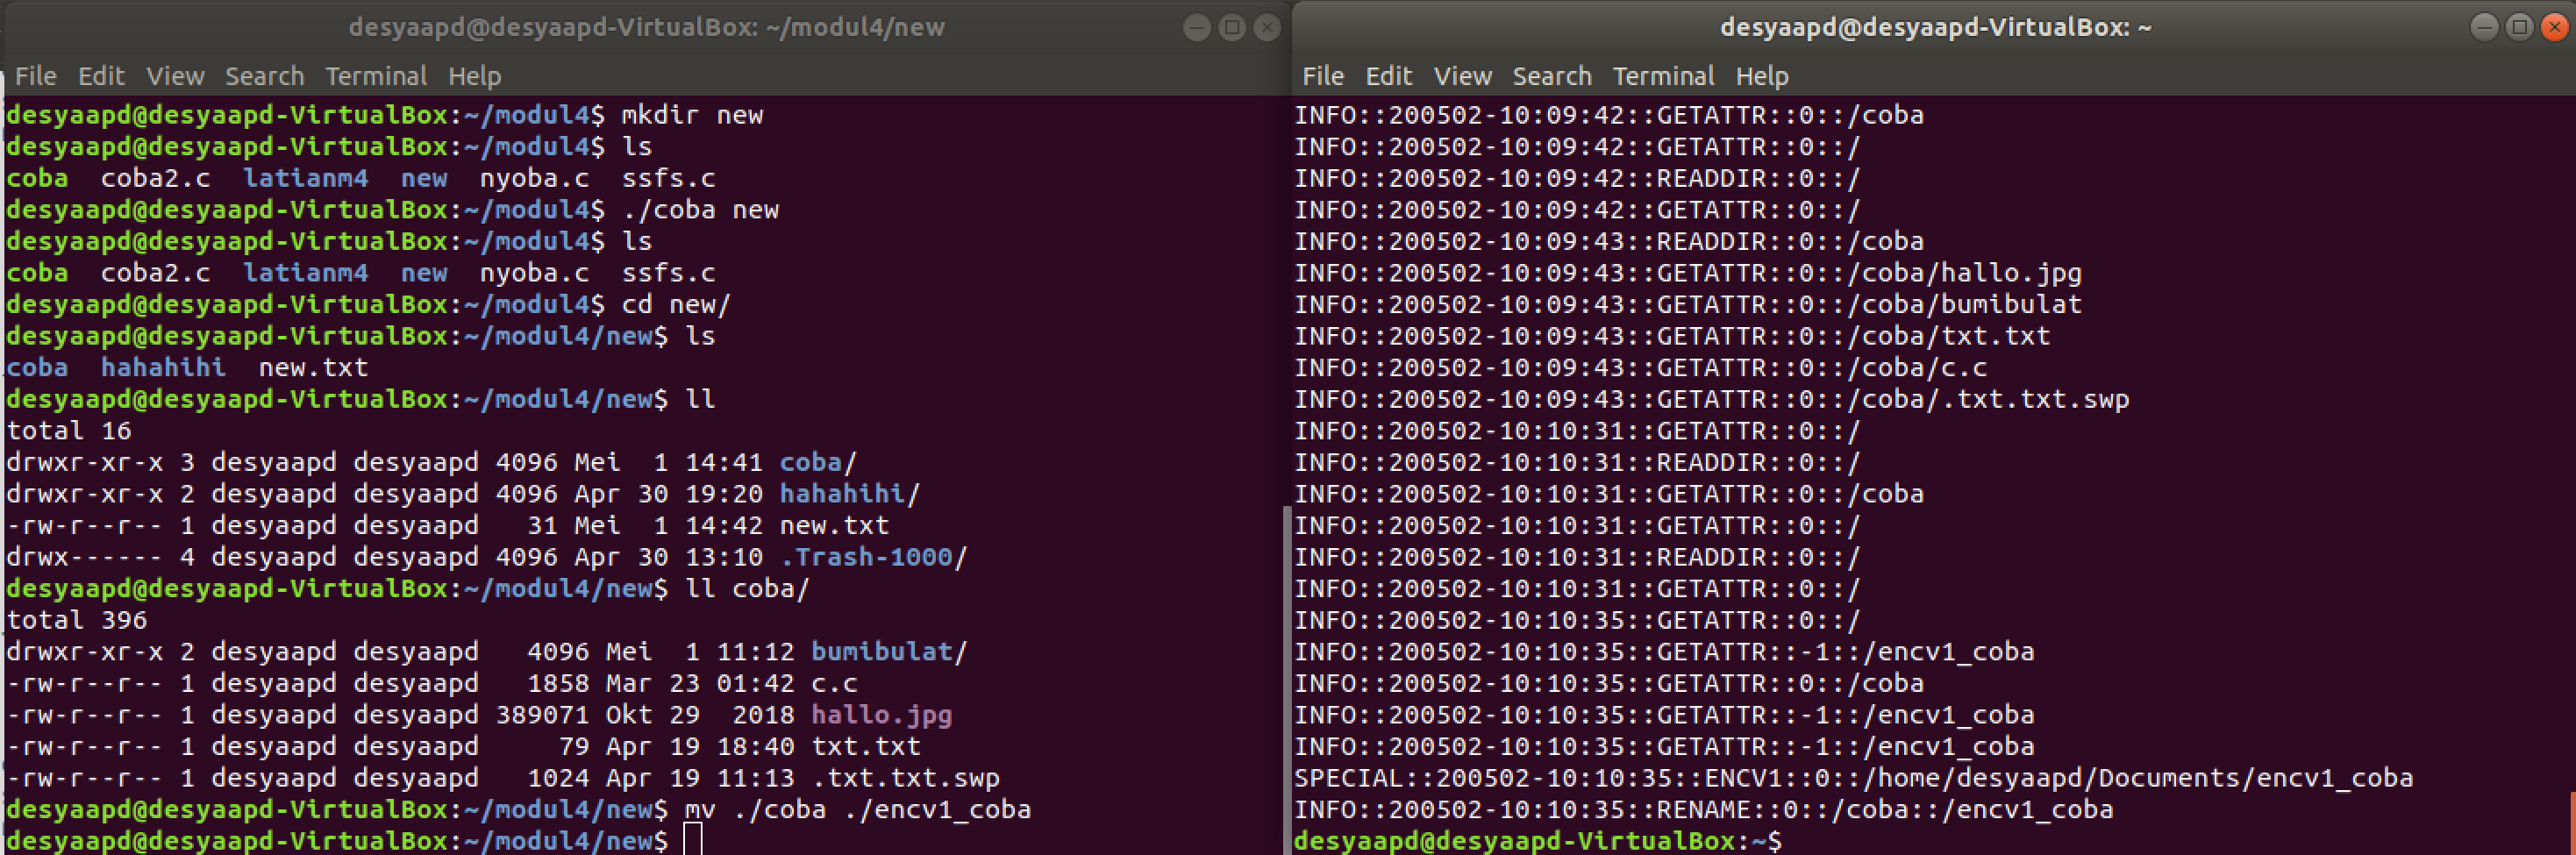 desyaapd@desyaapd-VirtualBox: ~/modul4/new
File Edit View Search Terminal Help
desyaapd@desyaapd-VirtualBox:~/modul4$ mkdir new
desyaapd@desyaapd-VirtualBox:~/modul4$ ls
coba  coba2.c  latianm4  new  nyoba.c  ssfs.c
desyaapd@desyaapd-VirtualBox:~/modul4$ ./coba new
desyaapd@desyaapd-VirtualBox:~/modul4$ ls
coba  coba2.c  latianm4  new  nyoba.c  ssfs.c
desyaapd@desyaapd-VirtualBox:~/modul4$ cd new/
desyaapd@desyaapd-VirtualBox:~/modul4/new$ ls
coba  hahahihi  new.txt
desyaapd@desyaapd-VirtualBox:~/modul4/new$ ll
total 16
drwxr-xr-x 3 desyaapd desyaapd 4096 Mei  1 14:41 coba/
drwxr-xr-x 2 desyaapd desyaapd 4096 Apr 30 19:20 hahahihi/
-rw-r--r-- 1 desyaapd desyaapd   31 Mei  1 14:42 new.txt
drwx------ 4 desyaapd desyaapd 4096 Apr 30 13:10 .Trash-1000/
desyaapd@desyaapd-VirtualBox:~/modul4/new$ ll coba/
total 396
drwxr-xr-x 2 desyaapd desyaapd   4096 Mei  1 11:12 bumibulat/
-rw-r--r-- 1 desyaapd desyaapd   1858 Mar 23 01:42 c.c
-rw-r--r-- 1 desyaapd desyaapd 389071 Okt 29  2018 hallo.jpg
-rw-r--r-- 1 desyaapd desyaapd     79 Apr 19 18:40 txt.txt
-rw-r--r-- 1 desyaapd desyaapd   1024 Apr 19 11:13 .txt.txt.swp
desyaapd@desyaapd-VirtualBox:~/modul4/new$ mv ./coba ./encv1_coba
desyaapd@desyaapd-VirtualBox:~/modul4/new$
desyaapd@desyaapd-VirtualBox: ~
File Edit View Search Terminal Help
INFO::200502-10:09:42::GETATTR::0::/coba
INFO::200502-10:09:42::GETATTR::0::/
INFO::200502-10:09:42::READDIR::0::/
INFO::200502-10:09:42::GETATTR::0::/
INFO::200502-10:09:43::READDIR::0::/coba
INFO::200502-10:09:43::GETATTR::0::/coba/hallo.jpg
INFO::200502-10:09:43::GETATTR::0::/coba/bumibulat
INFO::200502-10:09:43::GETATTR::0::/coba/txt.txt
INFO::200502-10:09:43::GETATTR::0::/coba/c.c
INFO::200502-10:09:43::GETATTR::0::/coba/.txt.txt.swp
INFO::200502-10:10:31::GETATTR::0::/
INFO::200502-10:10:31::READDIR::0::/
INFO::200502-10:10:31::GETATTR::0::/coba
INFO::200502-10:10:31::GETATTR::0::/
INFO::200502-10:10:31::READDIR::0::/
INFO::200502-10:10:31::GETATTR::0::/
INFO::200502-10:10:35::GETATTR::0::/
INFO::200502-10:10:35::GETATTR::-1::/encv1_coba
INFO::200502-10:10:35::GETATTR::0::/coba
INFO::200502-10:10:35::GETATTR::-1::/encv1_coba
INFO::200502-10:10:35::GETATTR::-1::/encv1_coba
SPECIAL::200502-10:10:35::ENCV1::0::/home/desyaapd/Documents/encv1_coba
INFO::200502-10:10:35::RENAME::0::/coba::/encv1_coba
desyaapd@desyaapd-VirtualBox:~$